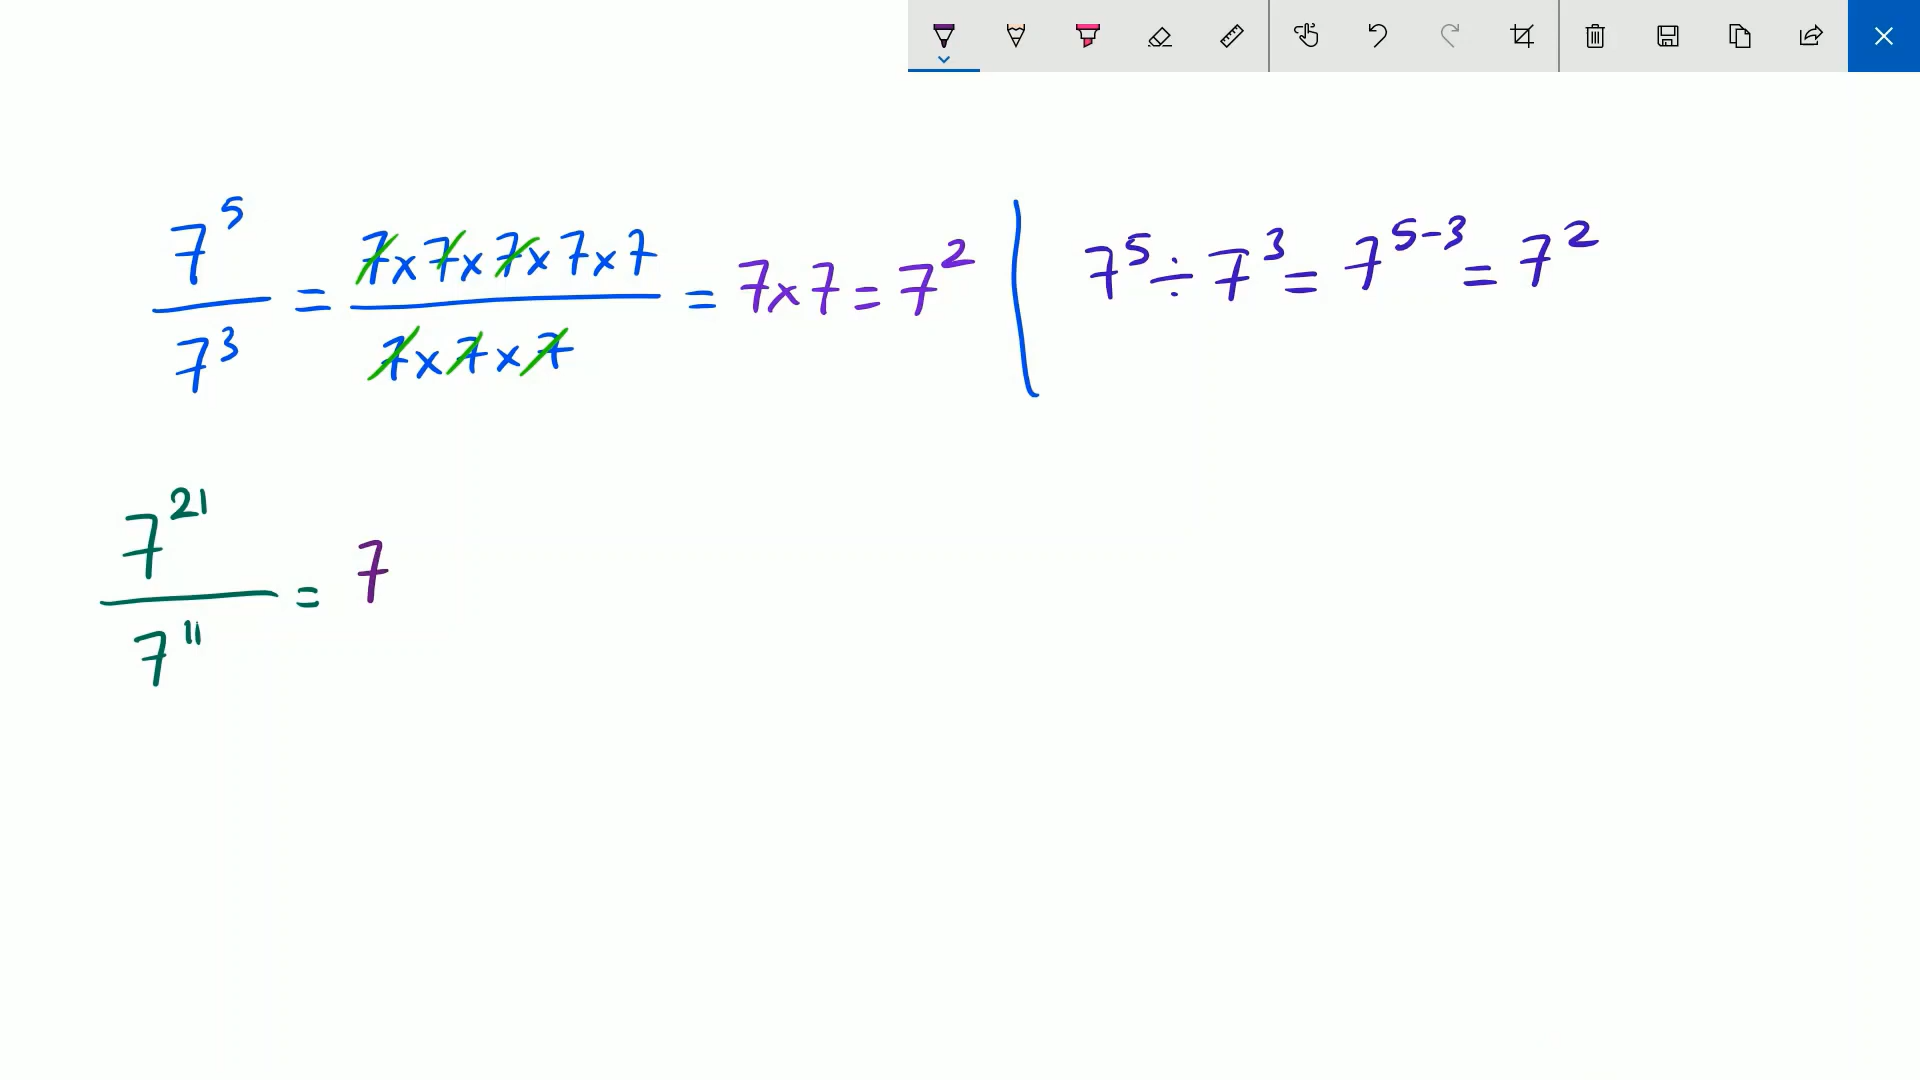 7^5 / 7^3 = 7×7×7×7×7 / 7×7×7 = 7×7 = 7^2 | 7^5 ÷ 7^3 = 7^5-3 = 7^2
7^21 / 7^11 = 7